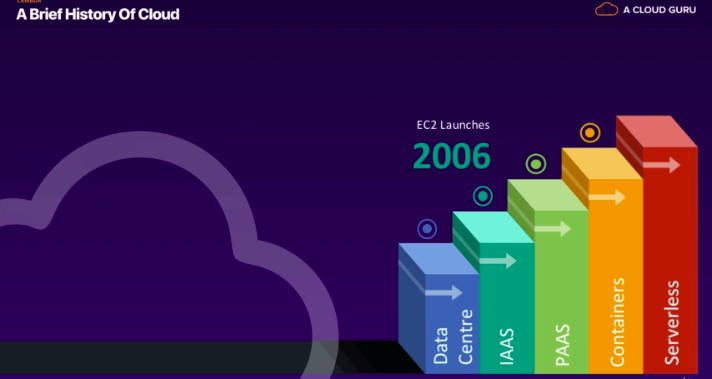 LAMBDA
A Brief History Of Cloud
A CLOUD GURU
EC2 Launches
2006
Data
Centre
IAAS
PAAS
Containers
Serverless